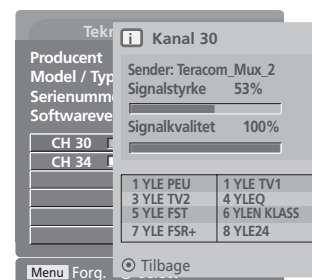 Tekn
Kanal 30
Producent
Model / Typ
Serienumm
Softwareve
Sender: Teracom_Mux_2
Signalstyrke 53%
Signalkvalitet 100%
CH 30
CH 34
1 YLE PEU 1 YLE TV1
3 YLE TV2 4 YLEQ
5 YLE FST 6 YLEN KLASS
7 YLE FSR+ 8 YLE24
Tilbage
Menu Forg.